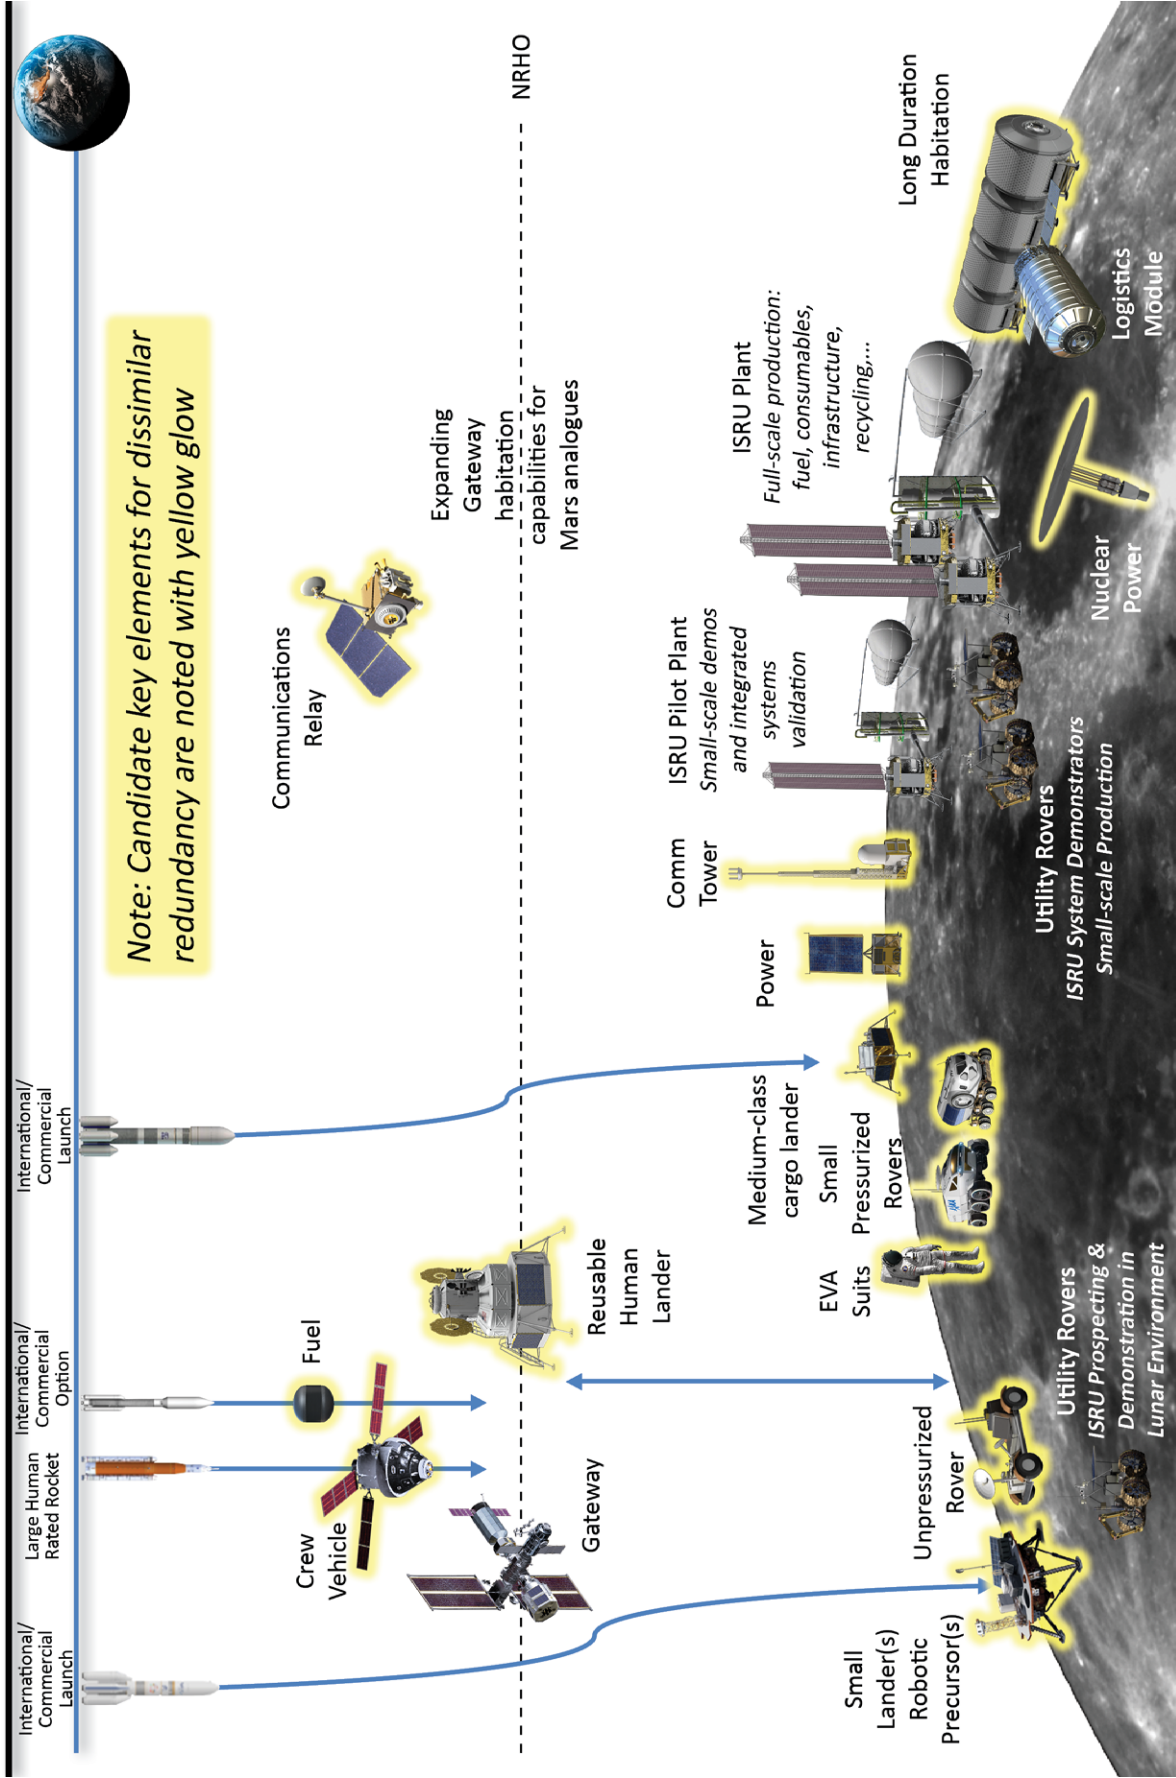 International/
Commercial
Launch
Large Human
Rated Rocket
International/
Commercial
Option
International/
Commercial
Launch
Note: Candidate key elements for dissimilar
redundancy are noted with yellow glow
Crew
Vehicle
Fuel
Communications
Relay
Expanding
Gateway
habitation
capabilities for
Mars analogues
NRHO
Gateway
Reusable
Human
Lander
Small
Lander(s)
Robotic
Precursor(s)
Unpressurized
Rover
EVA
Suits
Medium-class
cargo lander
Small
Pressurized
Rovers
Power
Comm
Tower
ISRU Pilot Plant
Small-scale demos
and integrated
systems
validation
ISRU Plant
Full-scale production:
fuel, consumables,
infrastructure,
recycling,...
Long Duration
Habitation
Utility Rovers
ISRU Prospecting &
Demonstration in
Lunar Environment
Utility Rovers
ISRU System Demonstrators
Small-scale Production
Nuclear
Power
Logistics
Module